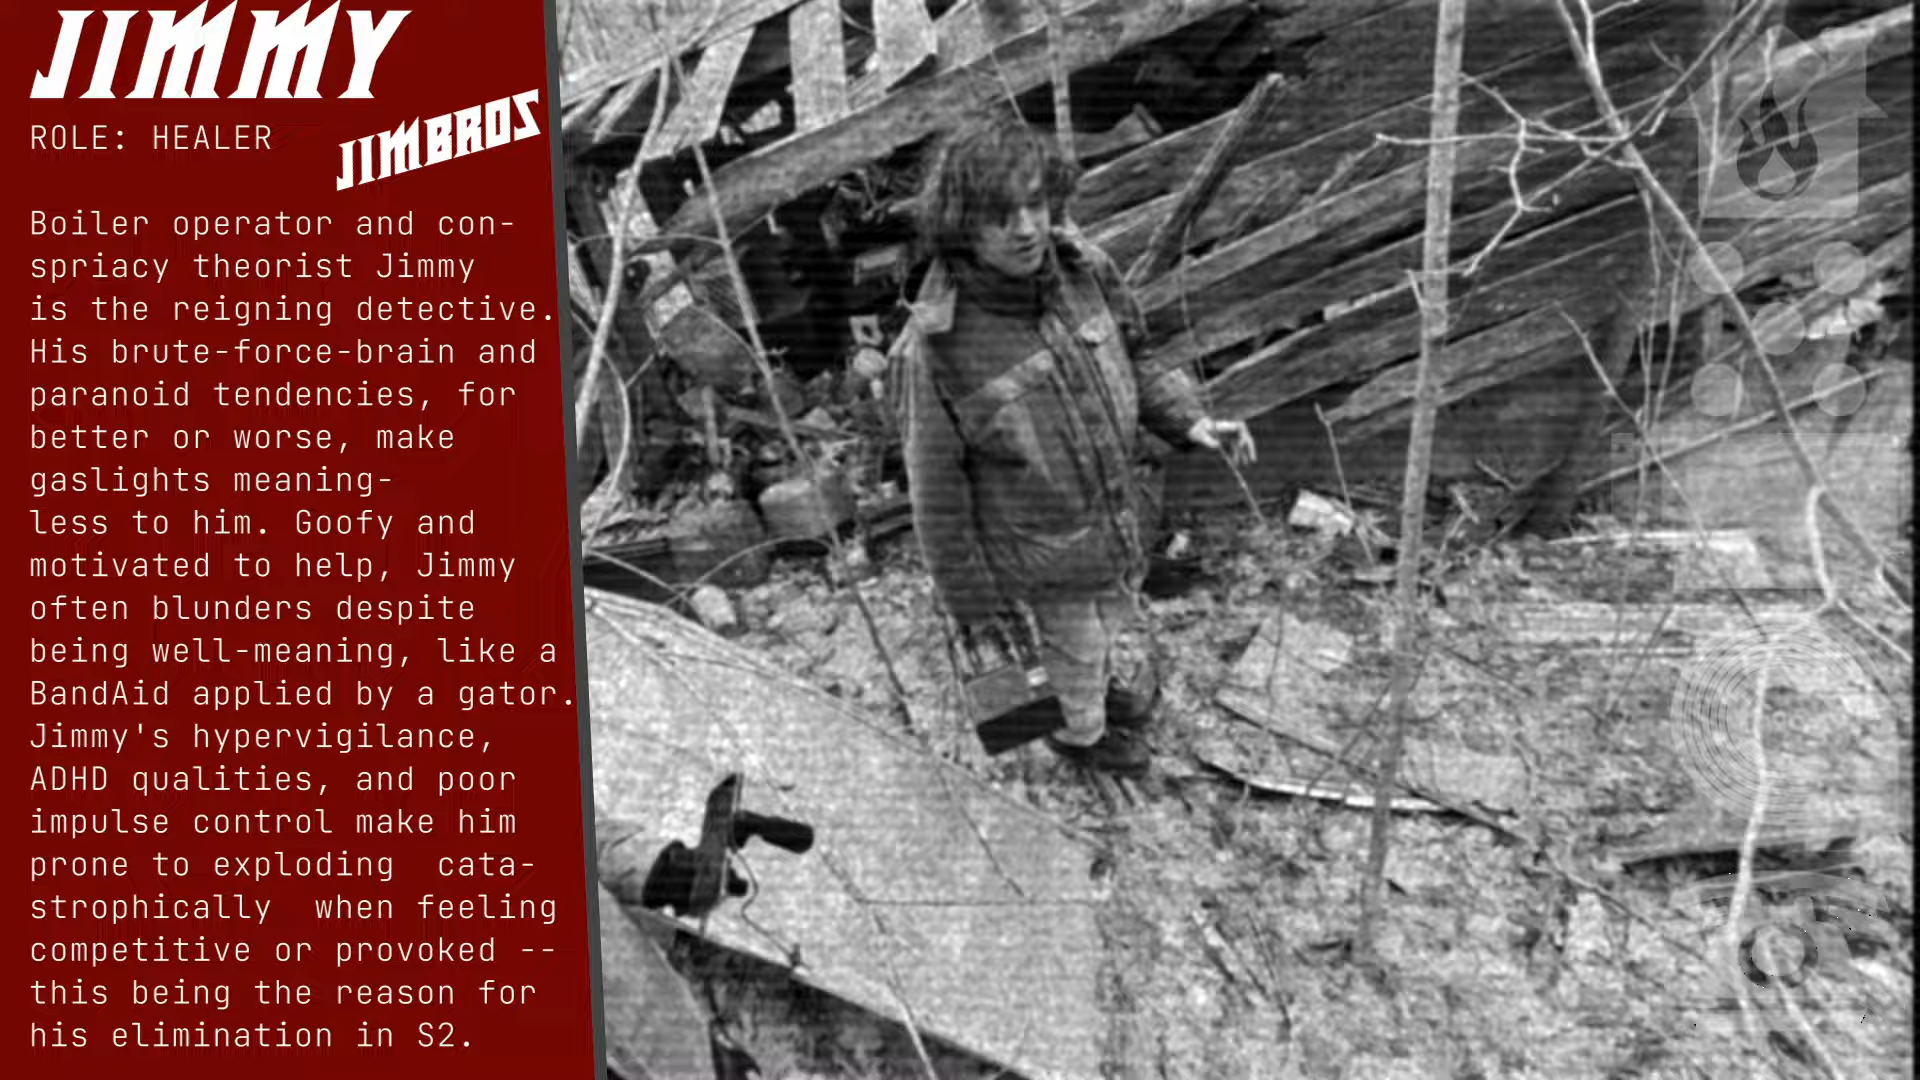 JIMMY
ROLE: HEALER
JIMBROS
Boiler operator and con-
spriacy theorist Jimmy
is the reigning detective.
His brute-force-brain and
paranoid tendencies, for
better or worse, make
gaslights meaning-
less to him. Goofy and
motivated to help, Jimmy
often blunders despite
being well-meaning, like a
BandAid applied by a gator.
Jimmy's hypervigilance,
ADHD qualities, and poor
impulse control make him
prone to exploding  cata-
strophically  when feeling
competitive or provoked --
this being the reason for
his elimination in S2.